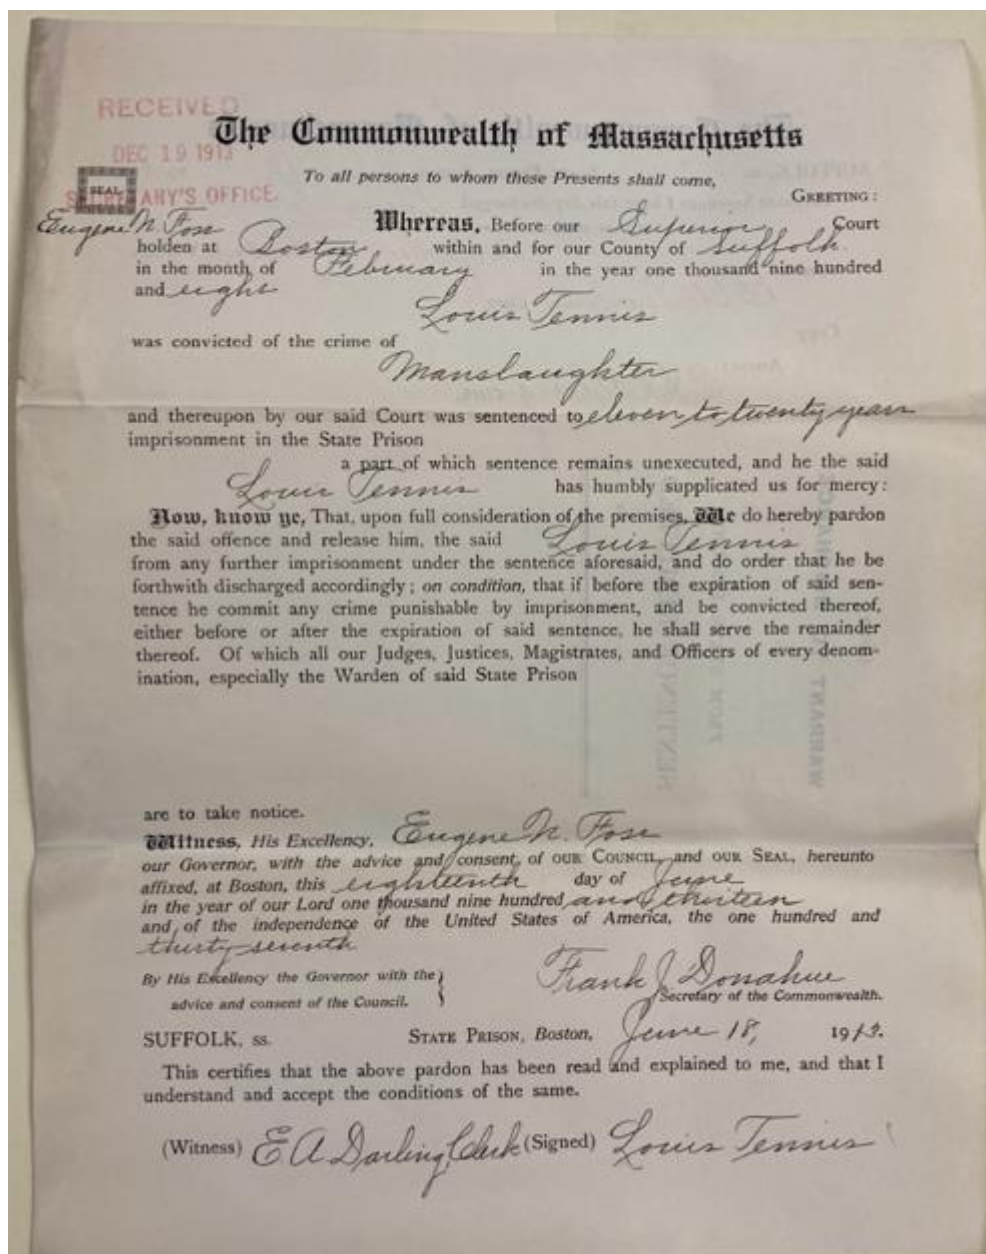 RECEIVED
The Commonwealth of Massachusetts
DEC 19 1913
To all persons to whom these Presents shall come,
SEAL
SECRETARY'S OFFICE.
GREETING:
Eugene N. Foss
Whereas, Before our Superior Court
holden at Boston within and for our County of Suffolk
in the month of February in the year one thousand nine hundred
and eight
Louis Tennis
was convicted of the crime of
Manslaughter
and thereupon by our said Court was sentenced to eleven to twenty years
imprisonment in the State Prison
a part of which sentence remains unexecuted, and he the said
Louis Tennis has humbly supplicated us for mercy:
Now, know ye, That, upon full consideration of the premises, We do hereby pardon
the said offence and release him, the said Louis Tennis
from any further imprisonment under the sentence aforesaid, and do order that he be
forthwith discharged accordingly; on condition, that if before the expiration of said sen-
tence he commit any crime punishable by imprisonment, and be convicted thereof,
either before or after the expiration of said sentence, he shall serve the remainder
thereof. Of which all our Judges, Justices, Magistrates, and Officers of every denom-
ination, especially the Warden of said State Prison
WARRANT
are to take notice.
Witness, His Excellency, Eugene N. Foss
our Governor, with the advice and consent of OUR COUNCIL, and OUR SEAL, hereunto
affixed, at Boston, this eighteenth day of June
in the year of our Lord one thousand nine hundred and thirteen
and of the independence of the United States of America, the one hundred and
thirty-seventh
By His Excellency the Governor with the }
advice and consent of the Council.
Frank J Donahue
Secretary of the Commonwealth.
SUFFOLK, ss. STATE PRISON, Boston, June 18, 1913.
This certifies that the above pardon has been read and explained to me, and that I
understand and accept the conditions of the same.
(Witness) E A Darling, Clerk (Signed) Louis Tennis